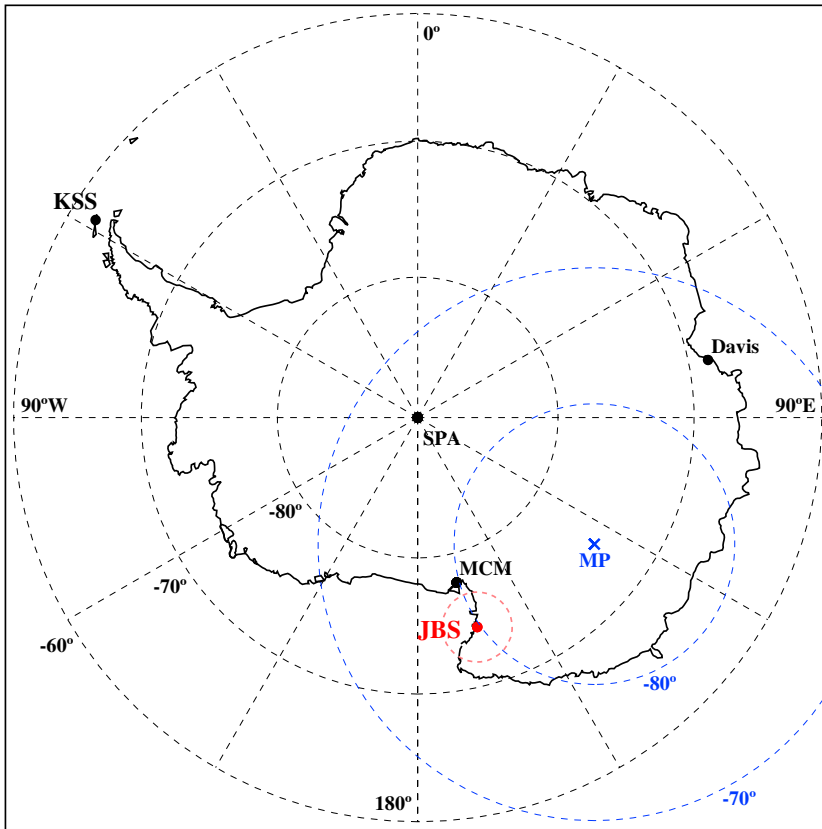 0º
KSS
Davis
90ºW
90ºE
SPA
-80º
MP
MCM
-70º
JBS
-60º
-80º
-70º
180º